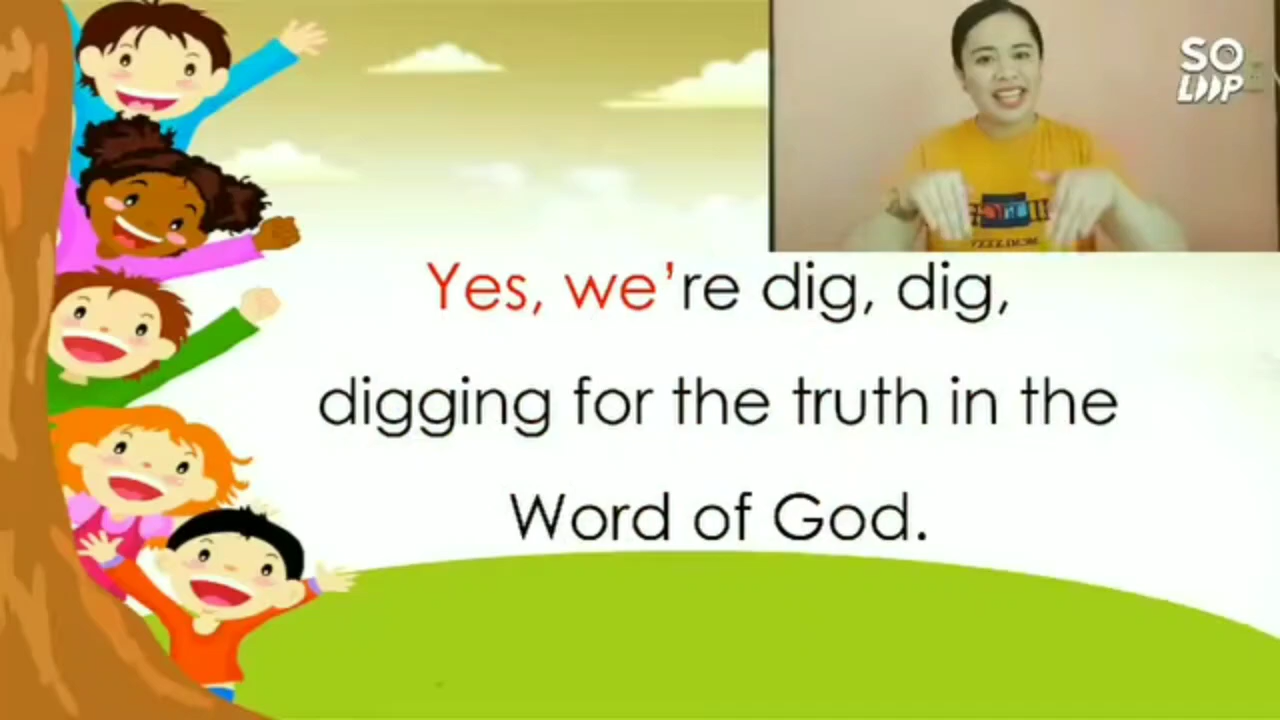 SO
LOOP
Yes, we're dig, dig,
digging for the truth in the
Word of God.